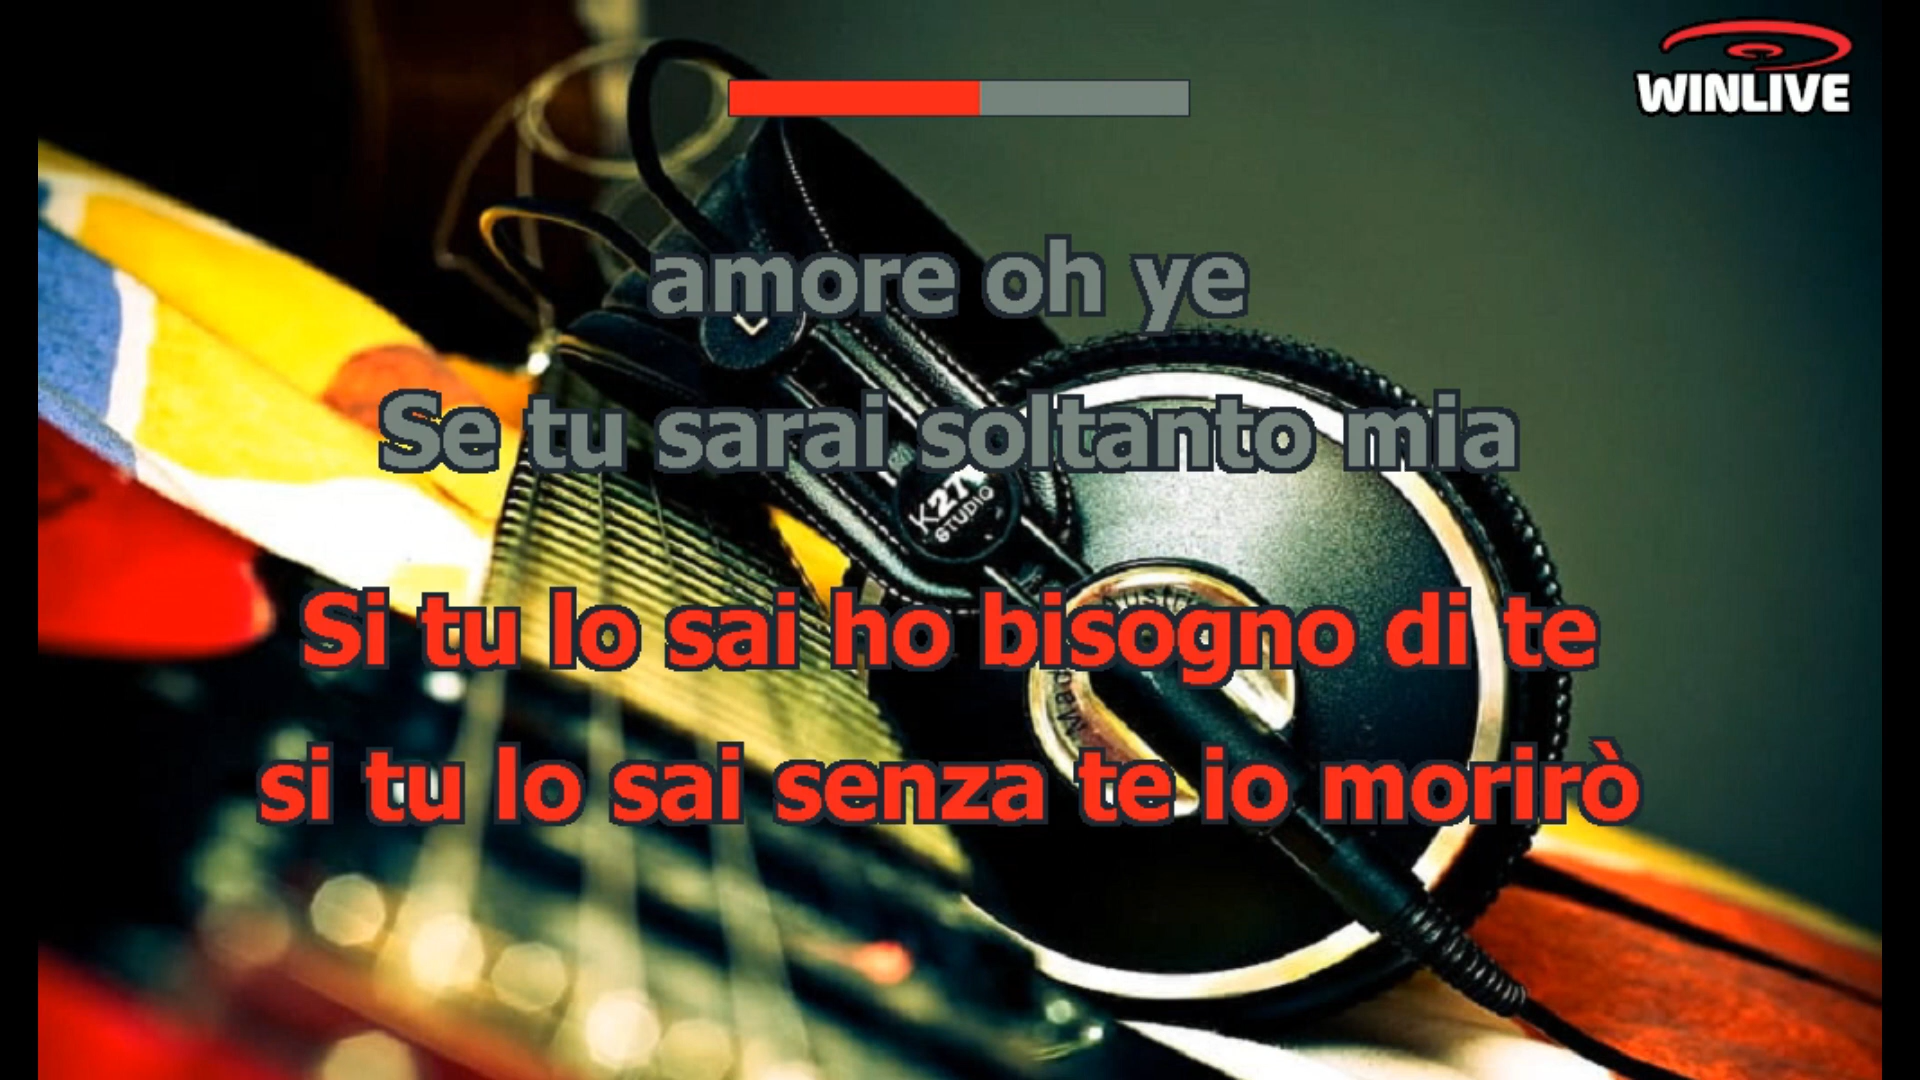 WINLIVE
amore oh ye
Se tu sarai soltanto mia
STUDIO
Si tu lo sai ho bisogno di te
si tu lo sai senza te io morirò